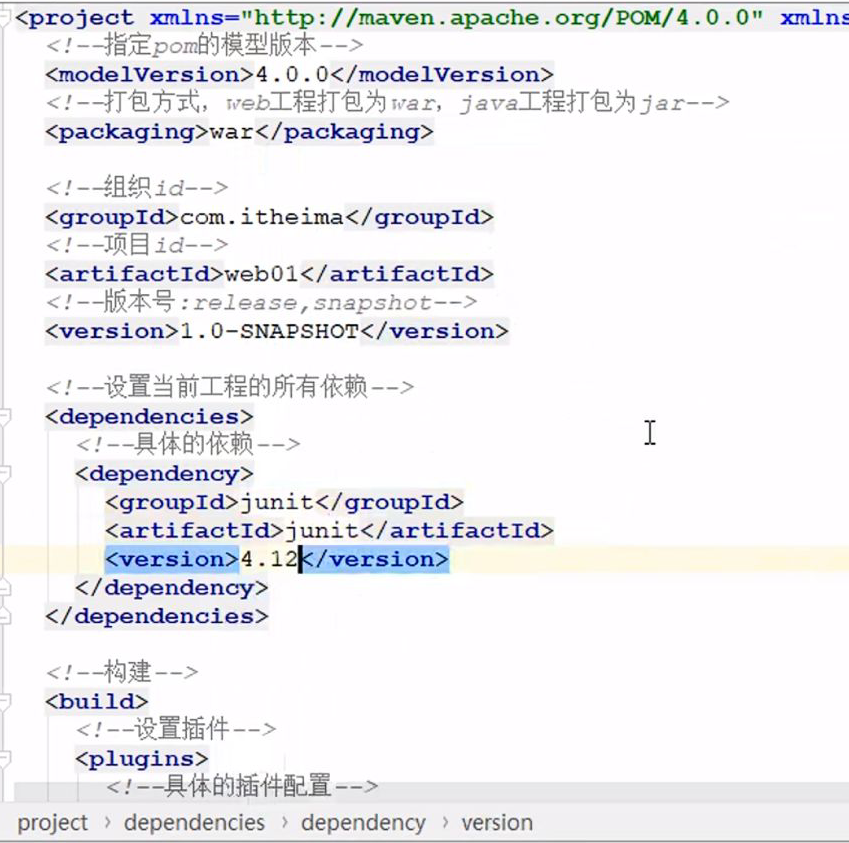 <project xmlns="http://maven.apache.org/POM/4.0.0" xmlns
<!--指定pom的模型版本-->
<modelVersion>4.0.0</modelVersion>
<!--打包方式，web工程打包为war，java工程打包为jar-->
<packaging>war</packaging>
<!--组织id-->
<groupId>com.itheima</groupId>
<!--项目id-->
<artifactId>web01</artifactId>
<!--版本号:release,snapshot-->
<version>1.0-SNAPSHOT</version>
<!--设置当前工程的所有依赖-->
<dependencies>
<!--具体的依赖-->
<dependency>
<groupId>junit</groupId>
<artifactId>junit</artifactId>
<version>4.12</version>
</dependency>
</dependencies>
<!--构建-->
<build>
<!--设置插件-->
<plugins>
<!--具体的插件配置-->
project › dependencies › dependency › version